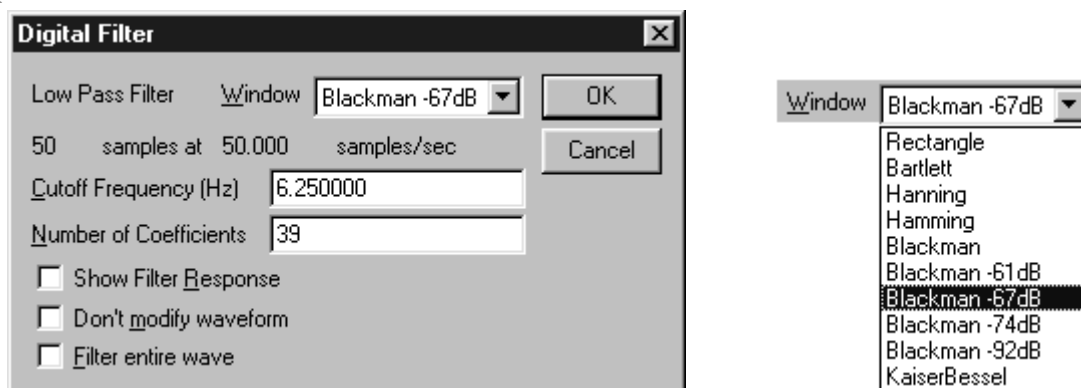 Digital Filter
Low Pass Filter Window Blackman -67dB OK
50 samples at 50.000 samples/sec Cancel
Cutoff Frequency (Hz) 6.250000
Number of Coefficients 39
Show Filter Response
Don't modify waveform
Filter entire wave
Window Blackman -67dB
Rectangle
Bartlett
Hanning
Hamming
Blackman
Blackman -61dB
Blackman -67dB
Blackman -74dB
Blackman -92dB
KaiserBessel